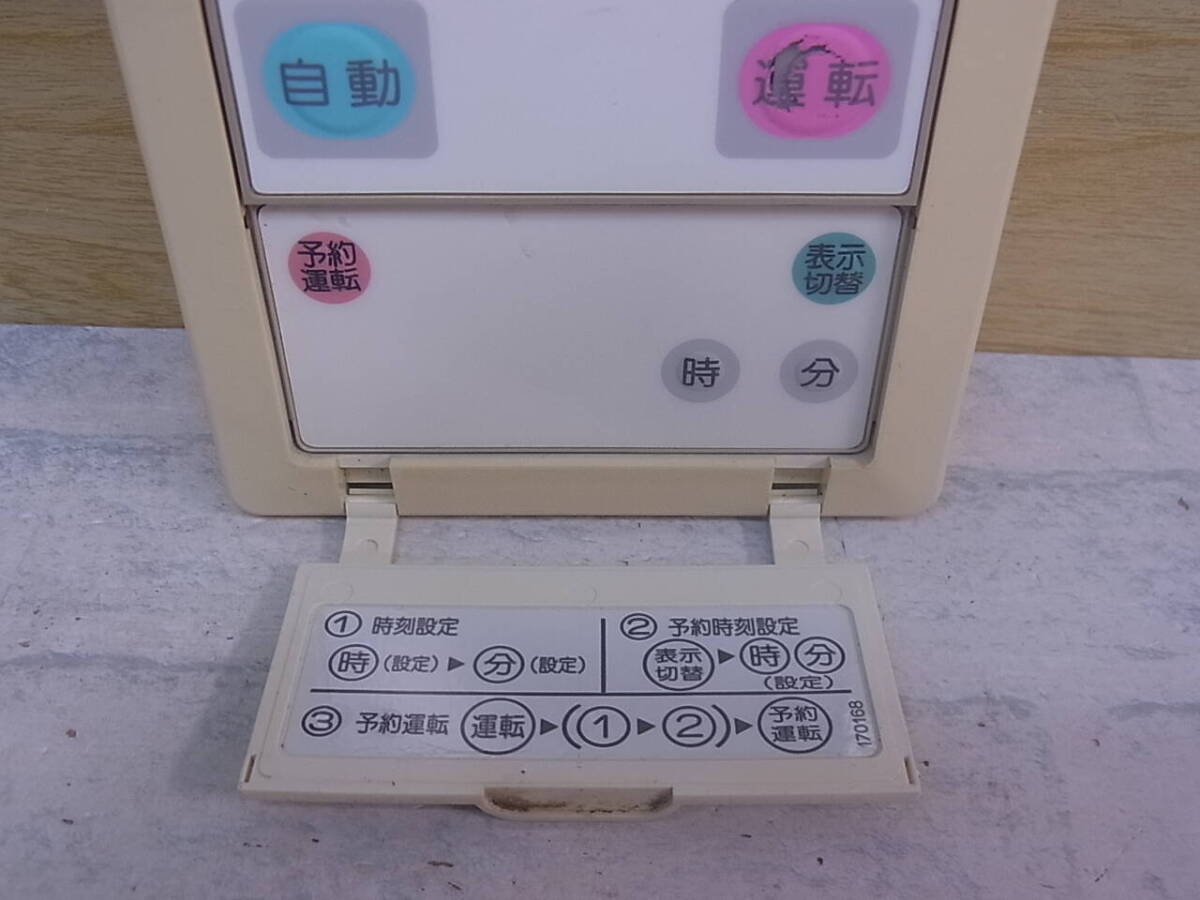 自動
運転
予約
運転
表示
切替
時
分
① 時刻設定
時(設定)▶分(設定)
② 予約時刻設定
表示
切替▶時分
(設定)
③ 予約運転 運転▶(①▶②)▶予約
運転
170168